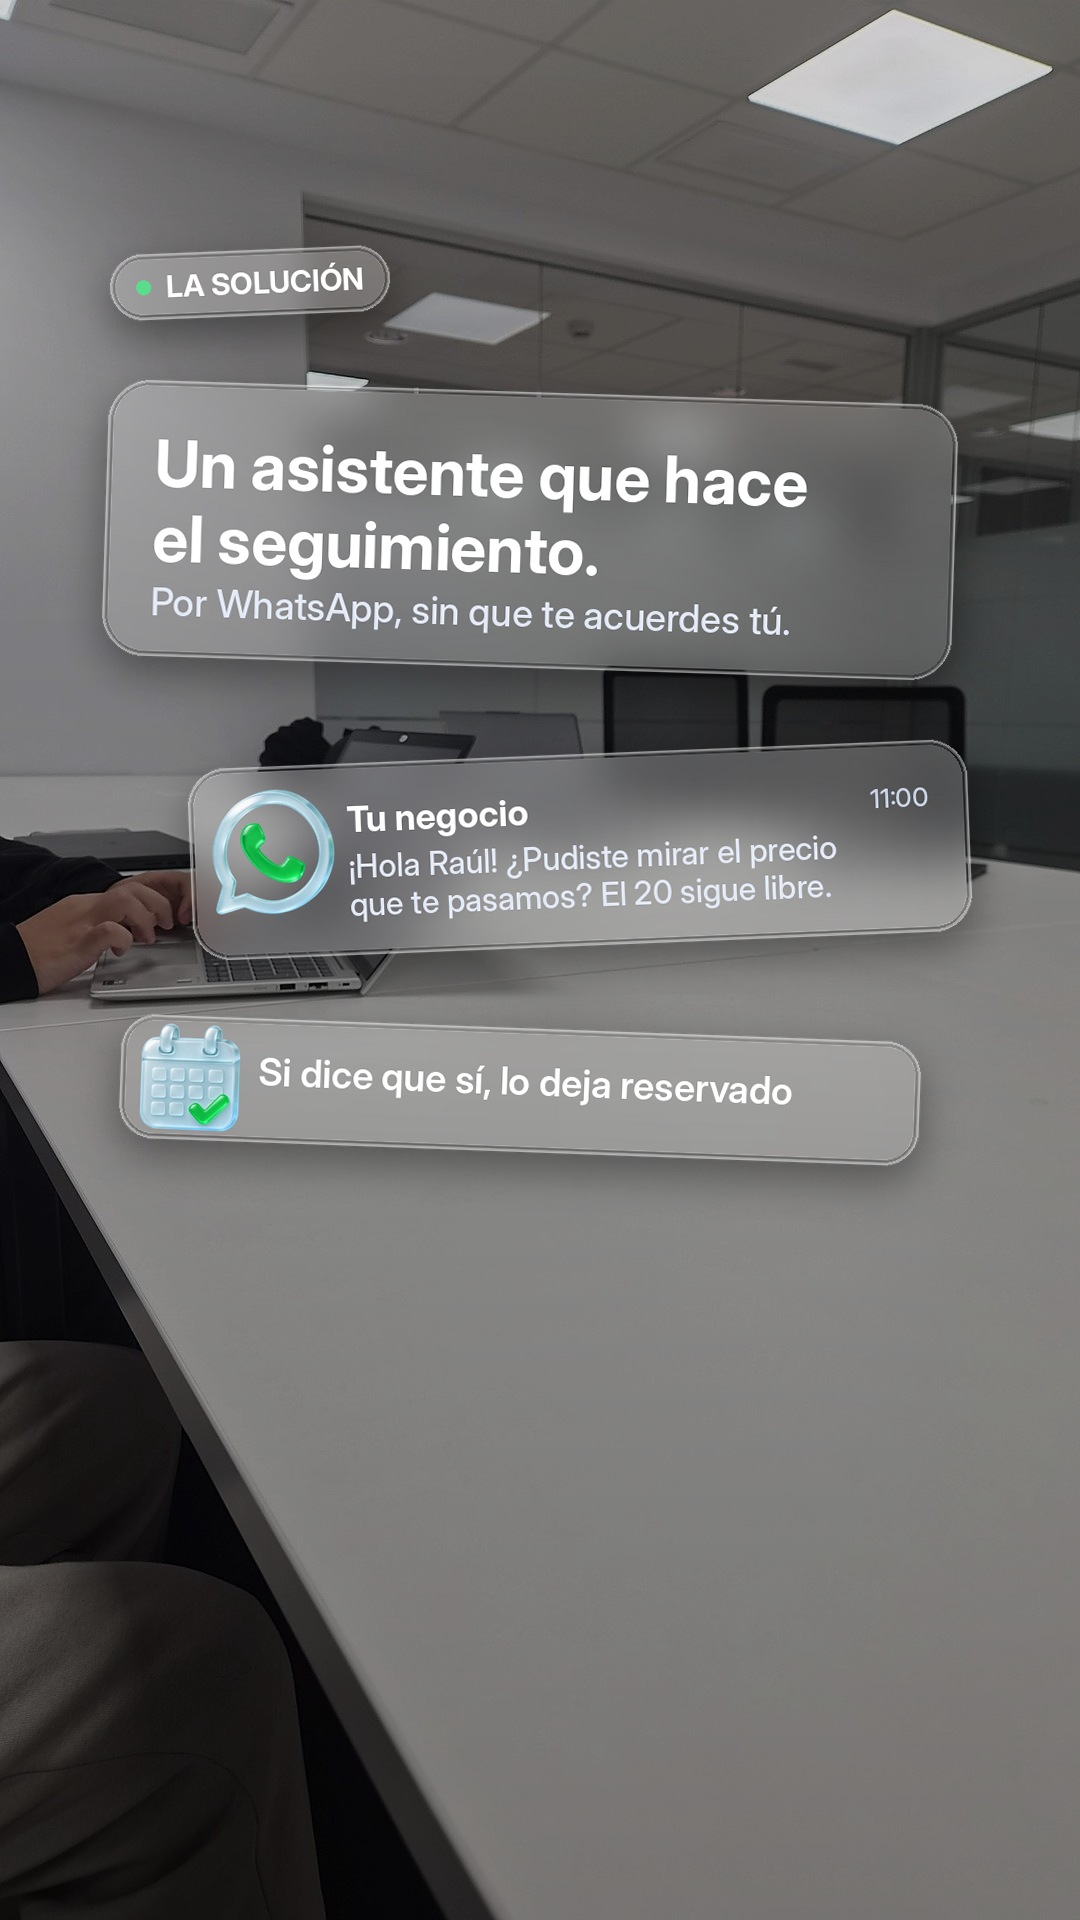 LA SOLUCIÓN
Un asistente que hace
el seguimiento.
Por WhatsApp, sin que te acuerdes tú.
Tu negocio
11:00
¡Hola Raúl! ¿Pudiste mirar el precio
que te pasamos? El 20 sigue libre.
Si dice que sí, lo deja reservado